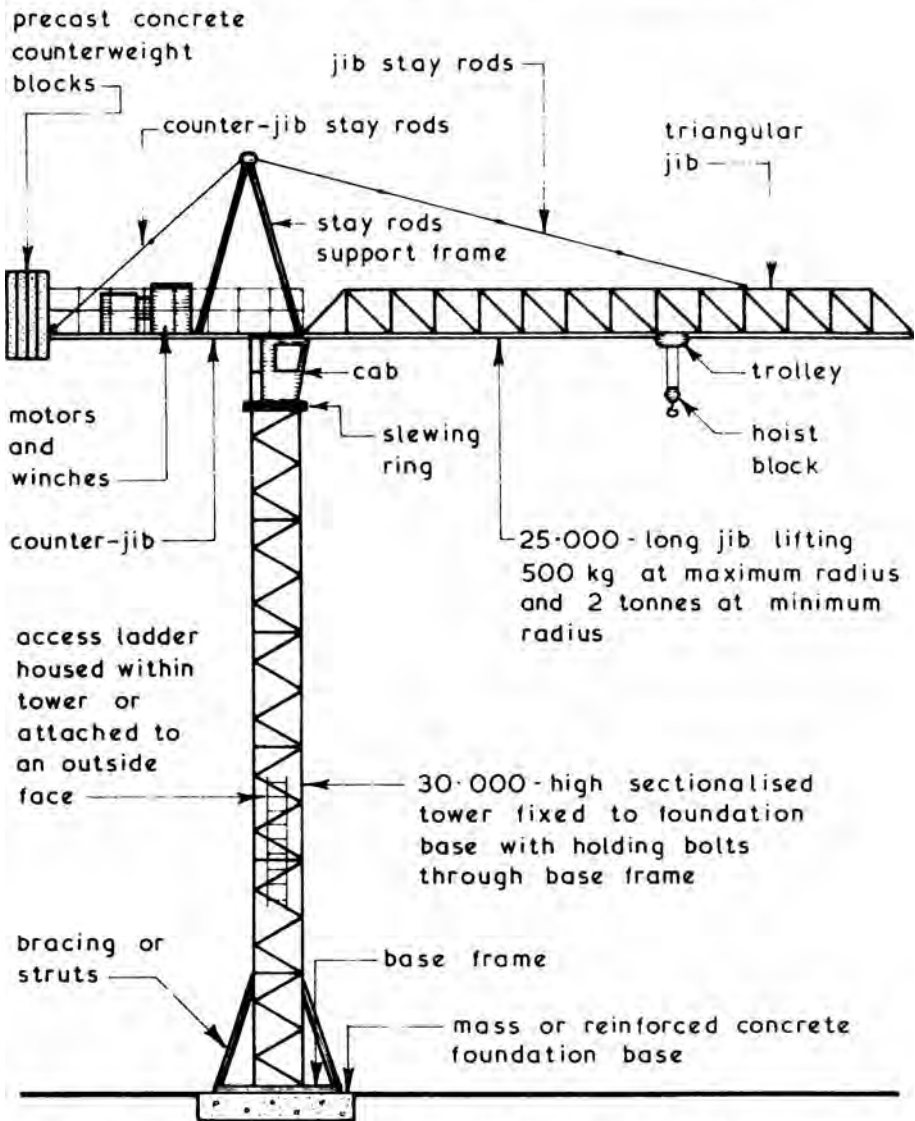 precast concrete
counterweight
blocks
jib stay rods
counter-jib stay rods
triangular
jib
stay rods
support frame
cab
trolley
motors
and
winches
slewing
ring
hoist
block
counter-jib
25·000-long jib lifting
500 kg at maximum radius
and 2 tonnes at minimum
radius
access ladder
housed within
tower or
attached to
an outside
face
30·000-high sectionalised
tower fixed to foundation
base with holding bolts
through base frame
bracing or
struts
base frame
mass or reinforced concrete
foundation base